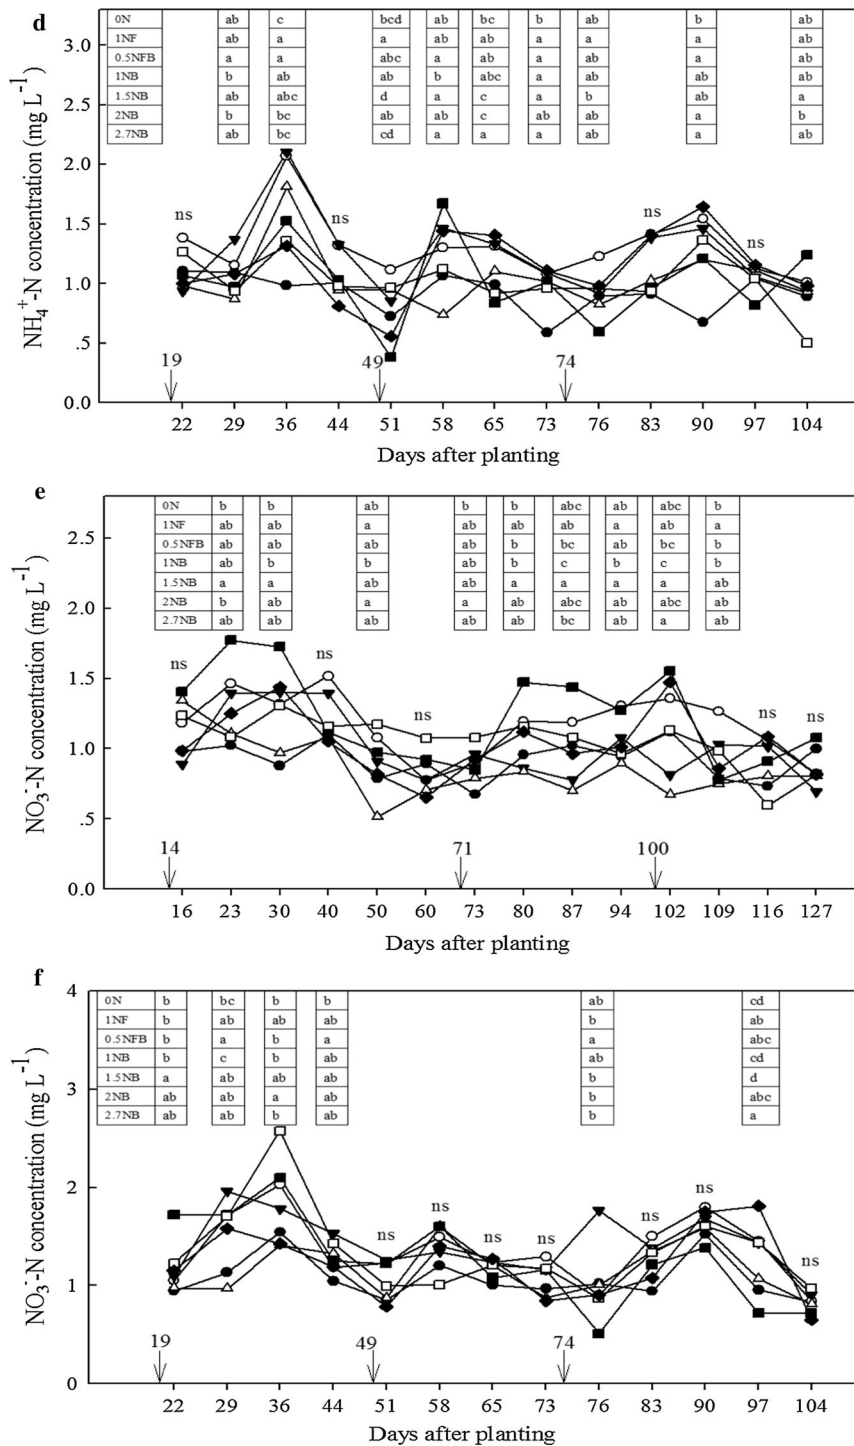 d
0N ab c bcd ab bc b ab b ab
1NF ab a a ab ab a a a ab
0.5NFB a a abc ab a a ab a ab
1NB b ab ab b abc a ab ab ab
1.5NB ab abc d a c a b ab a
2NB b bc ab ab c ab ab a b
2.7NB ab bc cd a a a ab a ab
3.0
2.5
2.0
1.5
1.0
.5
0.0
NH4+-N concentration (mg L-1)
ns ns ns ns
19 49 74
22 29 36 44 51 58 65 73 76 83 90 97 104
Days after planting
e
0N b b ab b b abc ab abc b
1NF ab ab a ab ab ab a ab a
0.5NFB ab ab ab ab b bc ab bc b
1NB ab b b ab b c b c b
1.5NB a a ab ab a a a a ab
2NB b ab a a ab abc ab abc ab
2.7NB ab ab ab ab ab bc ab a ab
2.5
2.0
1.5
1.0
.5
0.0
NO3--N concentration (mg L-1)
ns ns ns ns ns
14 71 100
16 23 30 40 50 60 73 80 87 94 102 109 116 127
Days after planting
f
0N b bc b b ab cd
1NF b ab ab ab b ab
0.5NFB b a b a a abc
1NB b c b ab ab cd
1.5NB a ab ab ab b d
2NB ab ab a ab b abc
2.7NB ab ab b ab b a
4
3
2
1
0
NO3--N concentration (mg L-1)
ns ns ns ns ns ns ns
19 49 74
22 29 36 44 51 58 65 73 76 83 90 97 104
Days after planting